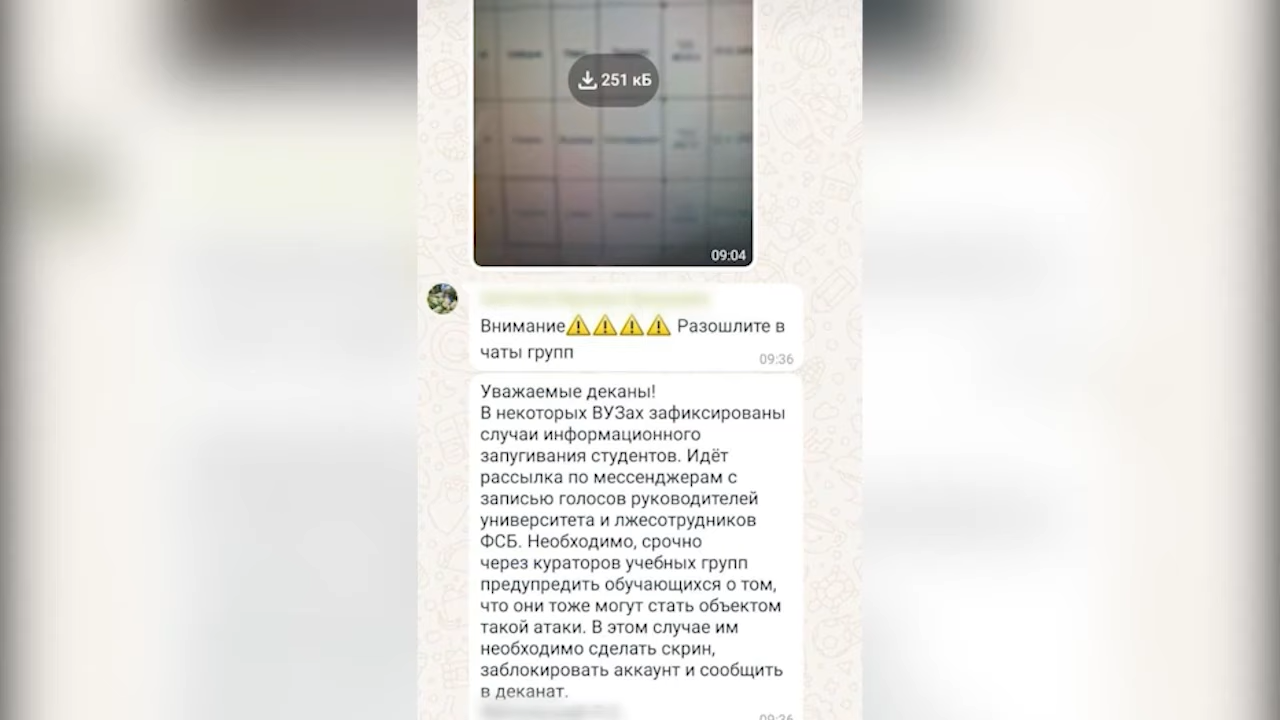 251 кБ
09:04
Внимание⚠️⚠️⚠️⚠️ Разошлите в
чаты групп
09:36
Уважаемые деканы!
В некоторых ВУЗах зафиксированы
случаи информационного
запугивания студентов. Идёт
рассылка по мессенджерам с
записью голосов руководителей
университета и лжесотрудников
ФСБ. Необходимо, срочно
через кураторов учебных групп
предупредить обучающихся о том,
что они тоже могут стать объектом
такой атаки. В этом случае им
необходимо сделать скрин,
заблокировать аккаунт и сообщить
в деканат.
09:36